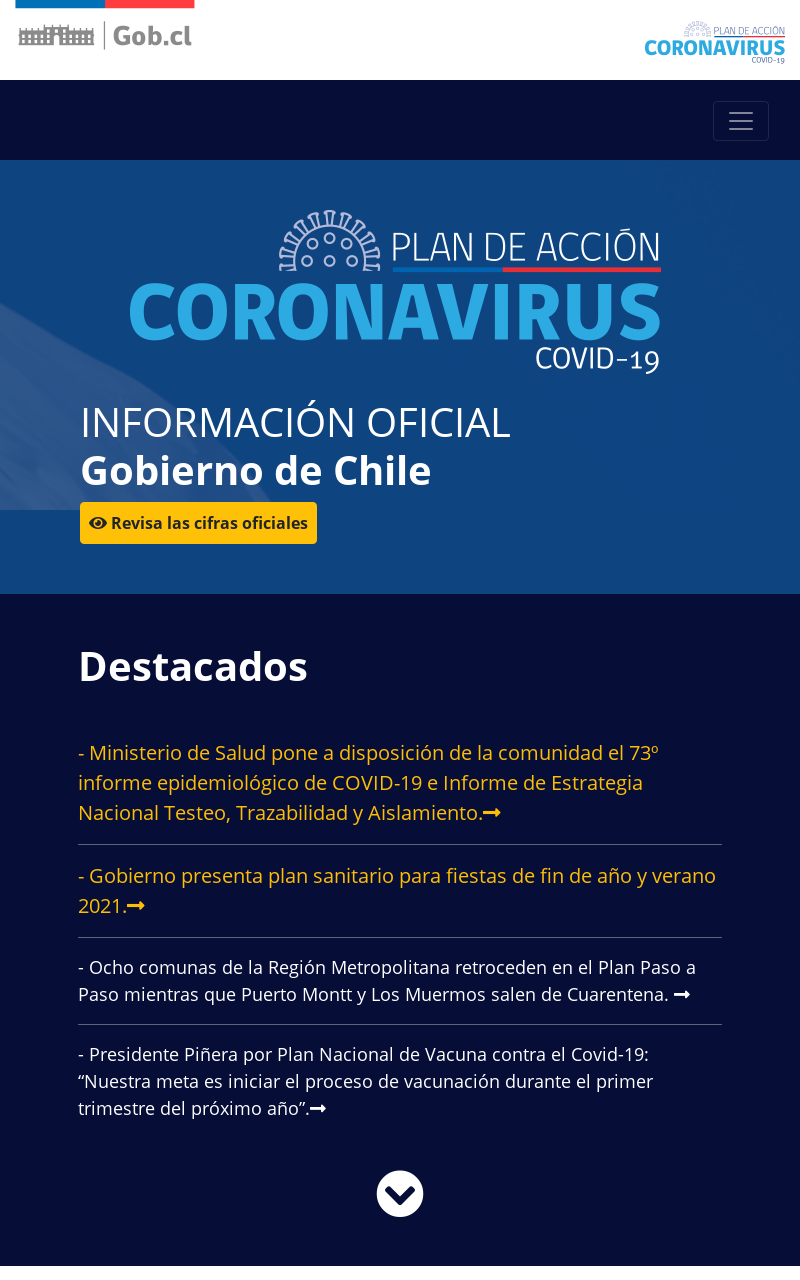 Gob.cl
PLAN DE ACCIÓN
CORONAVIRUS
COVID-19
PLAN DE ACCIÓN
CORONAVIRUS
COVID-19
INFORMACIÓN OFICIAL
Gobierno de Chile
Revisa las cifras oficiales
Destacados
- Ministerio de Salud pone a disposición de la comunidad el 73º
informe epidemiológico de COVID-19 e Informe de Estrategia
Nacional Testeo, Trazabilidad y Aislamiento.
- Gobierno presenta plan sanitario para fiestas de fin de año y verano
2021.
- Ocho comunas de la Región Metropolitana retroceden en el Plan Paso a
Paso mientras que Puerto Montt y Los Muermos salen de Cuarentena.
- Presidente Piñera por Plan Nacional de Vacuna contra el Covid-19:
“Nuestra meta es iniciar el proceso de vacunación durante el primer
trimestre del próximo año”.